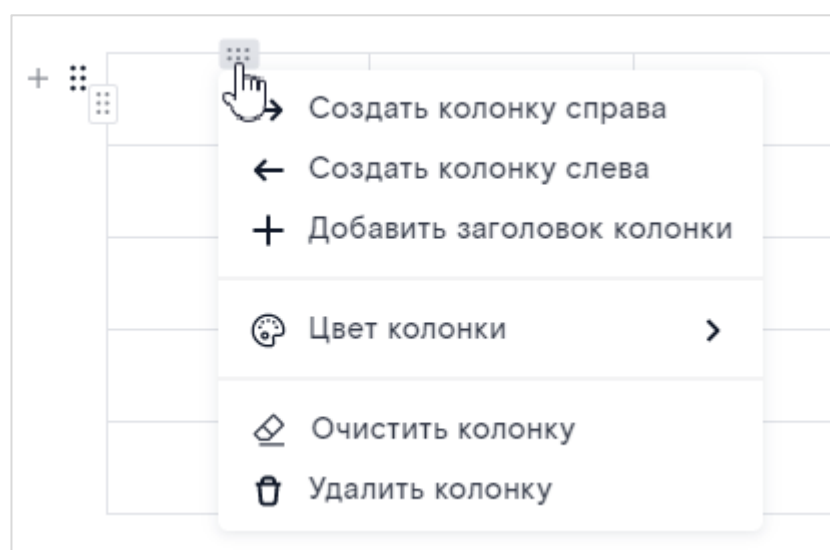 Создать колонку справа
Создать колонку слева
Добавить заголовок колонки
Цвет колонки
Очистить колонку
Удалить колонку